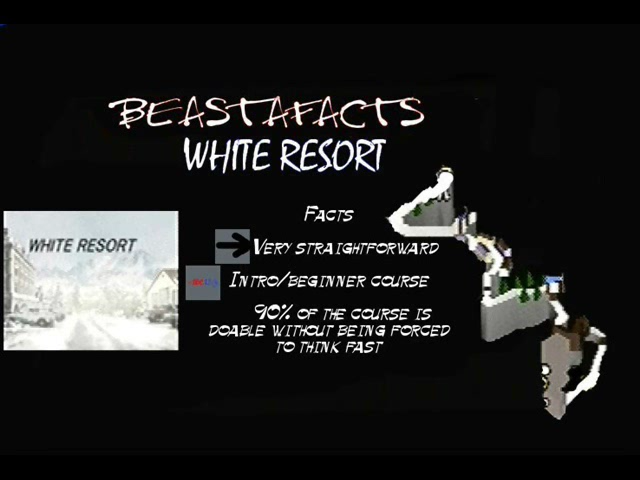 BEASTAFACTS
WHITE RESORT
FACTS
WHITE RESORT
VERY STRAIGHTFORWARD
INTRO/BEGINNER COURSE
90% OF THE COURSE IS
DOABLE WITHOUT BEING FORCED
TO THINK FAST